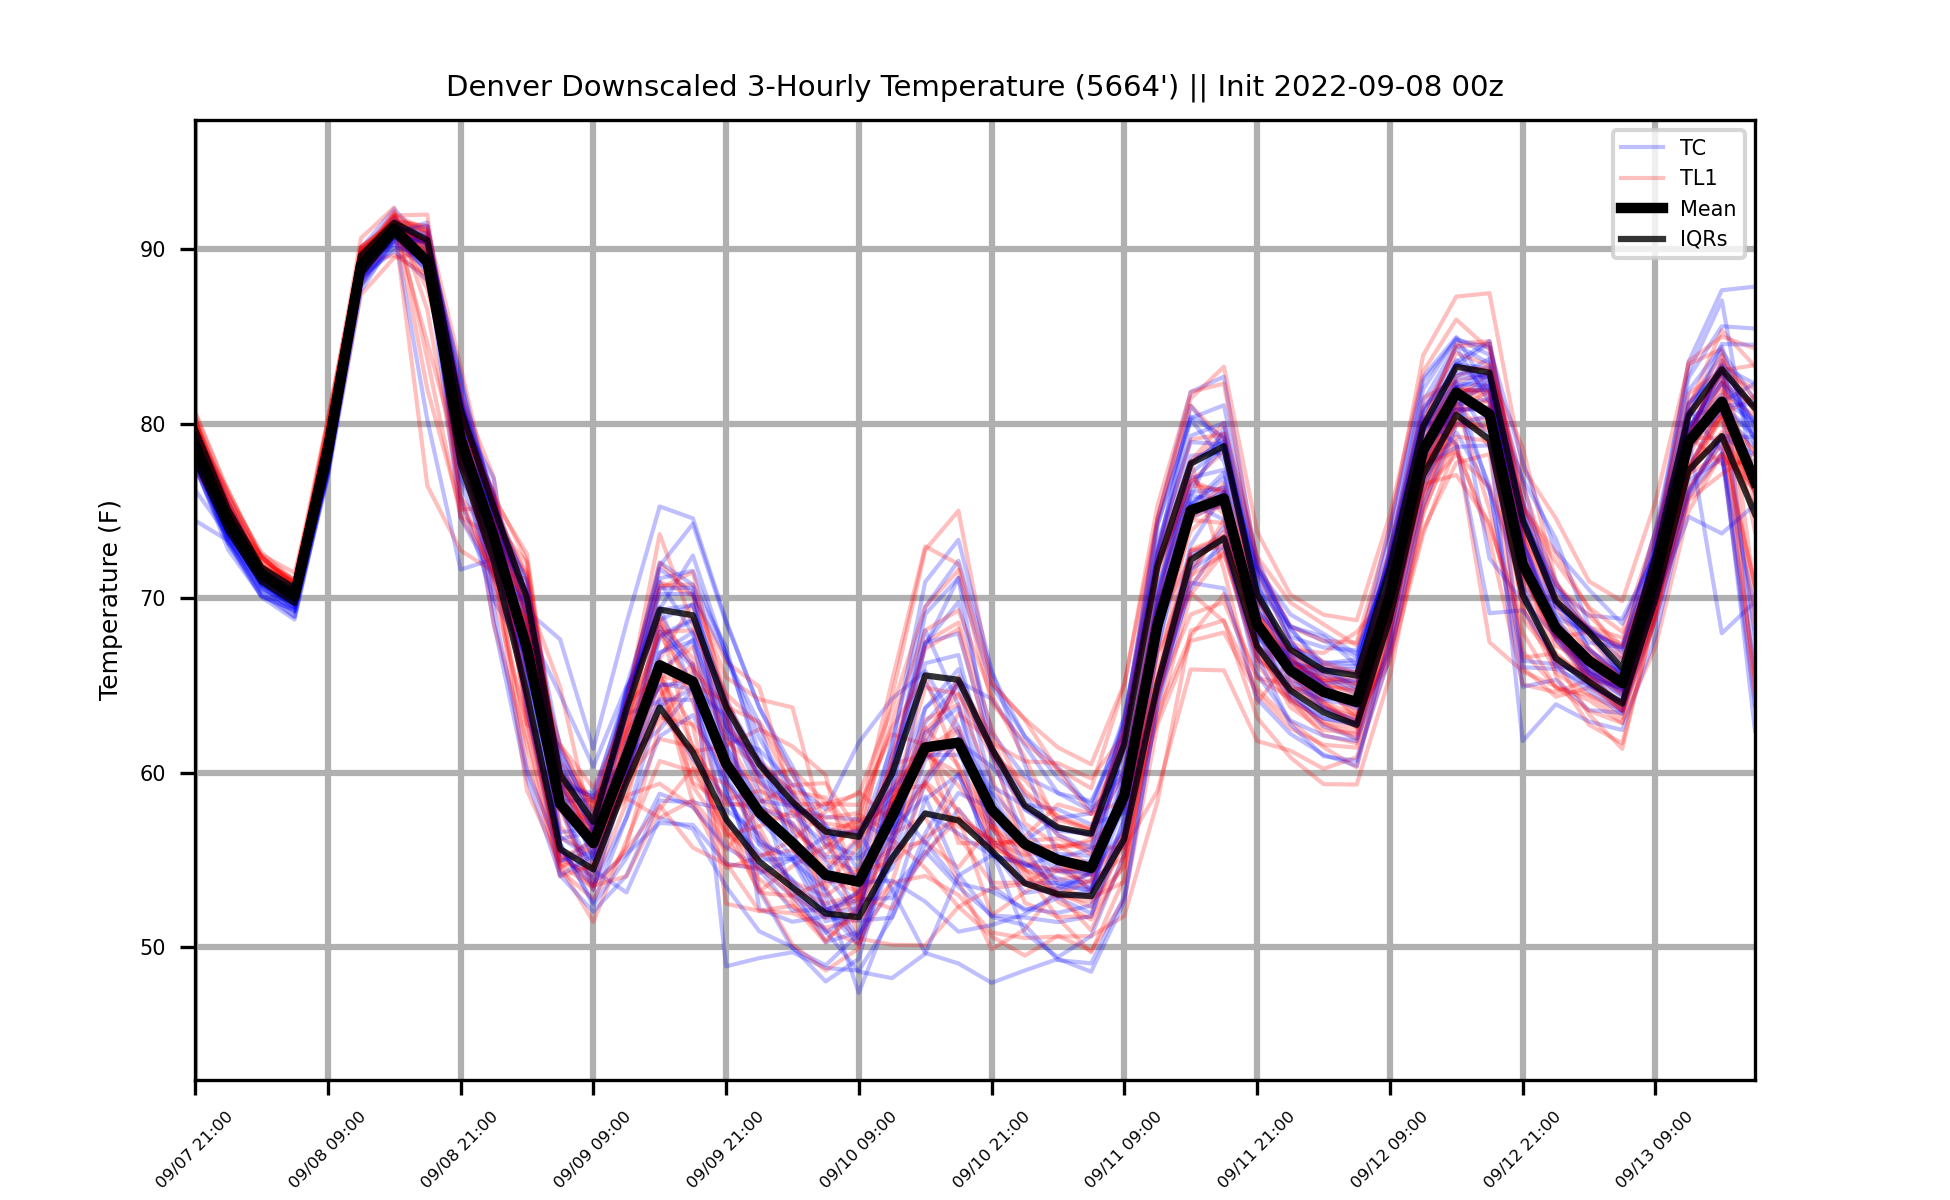 Denver Downscaled 3-Hourly Temperature (5664') || Init 2022-09-08 00z
TC
TL1
Mean
IQRs
Temperature (F)
90
80
70
60
50
09/07 21:00
09/08 09:00
09/08 21:00
09/09 09:00
09/09 21:00
09/10 09:00
09/10 21:00
09/11 09:00
09/11 21:00
09/12 09:00
09/12 21:00
09/13 09:00